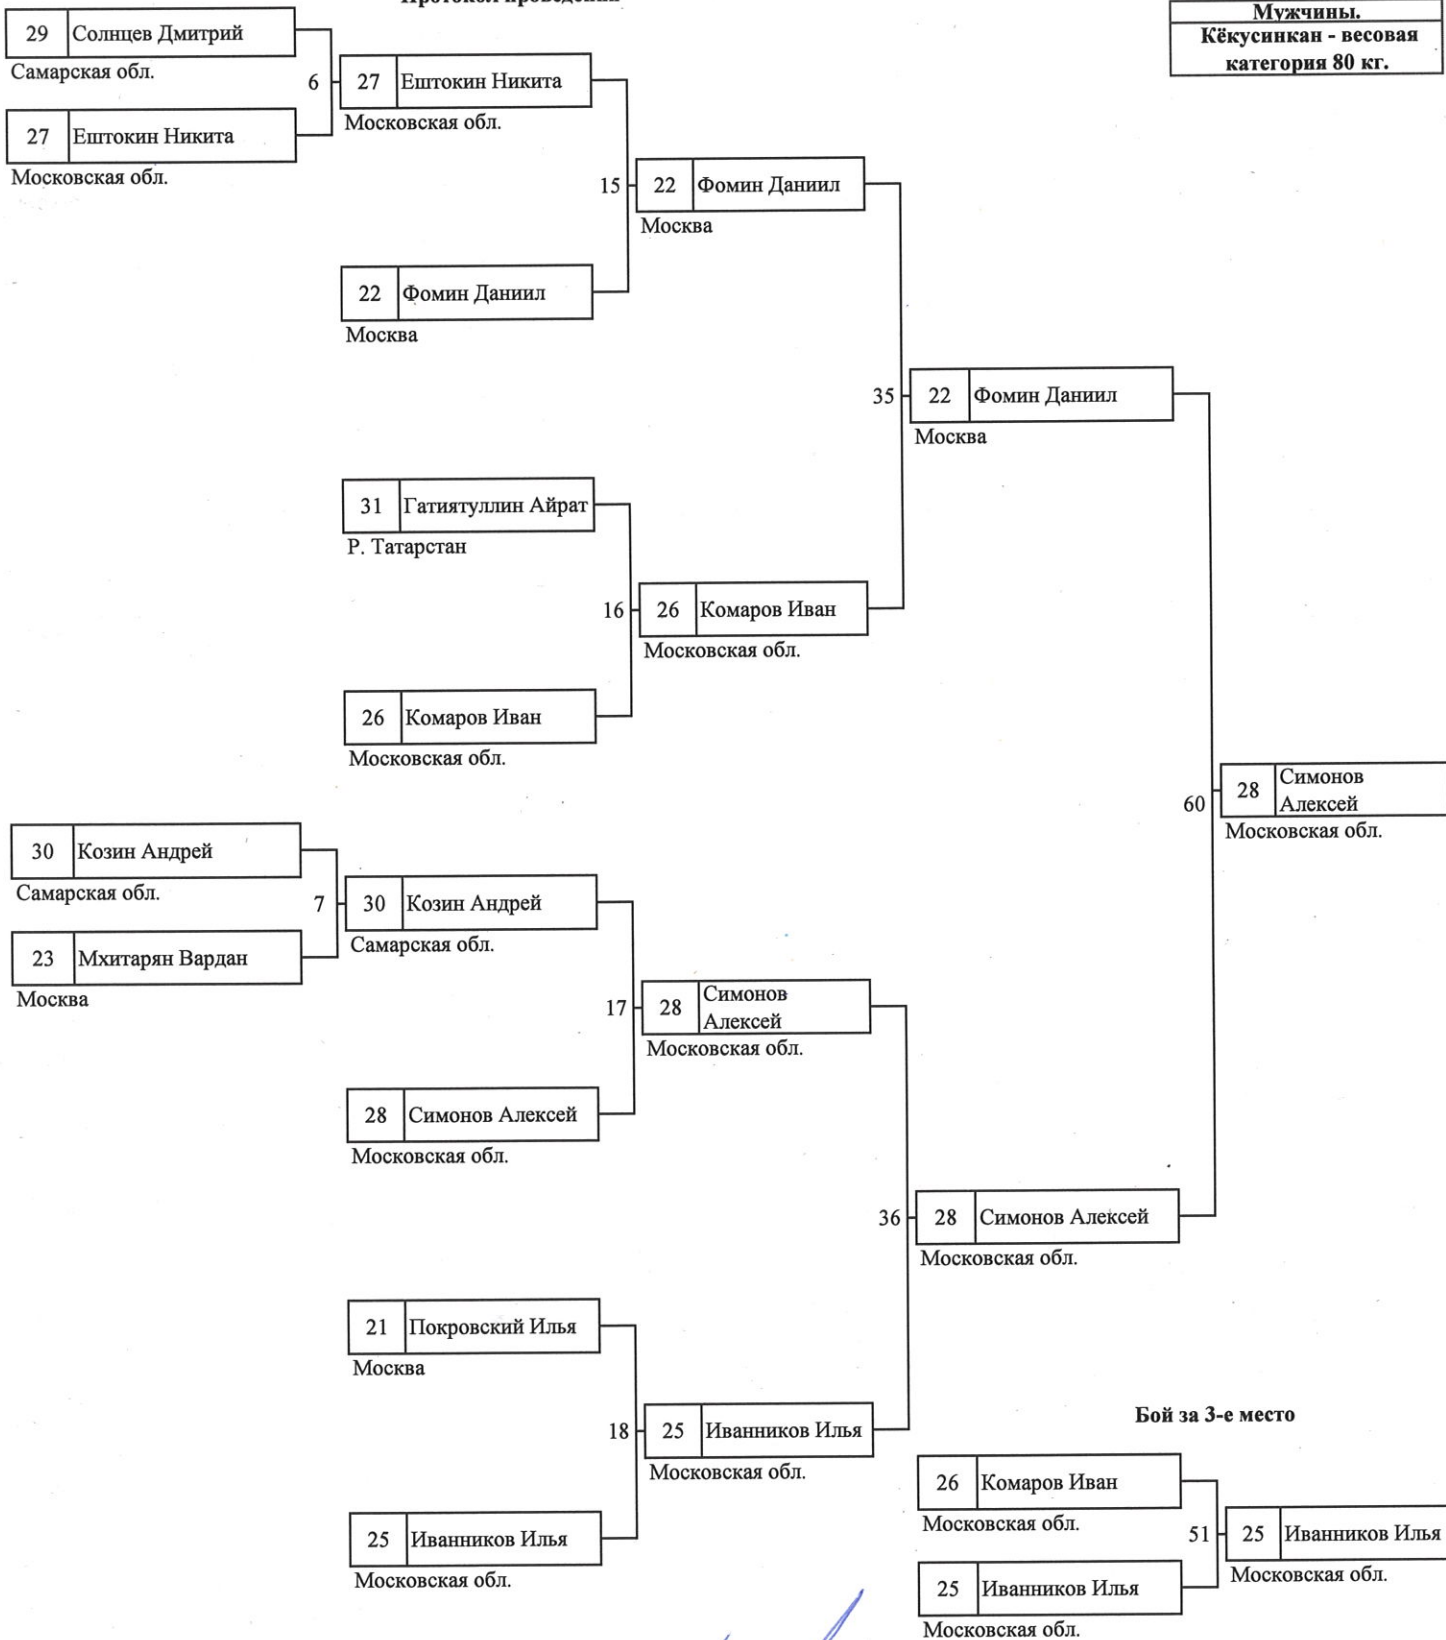 Протокол проведения
Мужчины.
Кёкусинкан - весовая
категория 80 кг.
29 Солнцев Дмитрий
Самарская обл.
6
27 Ештокин Никита
Московская обл.
27 Ештокин Никита
Московская обл.
15
22 Фомин Даниил
Москва
22 Фомин Даниил
Москва
35
22 Фомин Даниил
Москва
31 Гатиятуллин Айрат
Р. Татарстан
16
26 Комаров Иван
Московская обл.
26 Комаров Иван
Московская обл.
60
28 Симонов
Алексей
Московская обл.
30 Козин Андрей
Самарская обл.
7
30 Козин Андрей
Самарская обл.
23 Мхитарян Вардан
Москва
17
28 Симонов
Алексей
Московская обл.
28 Симонов Алексей
Московская обл.
36
28 Симонов Алексей
Московская обл.
21 Покровский Илья
Москва
18
25 Иванников Илья
Московская обл.
25 Иванников Илья
Московская обл.
Бой за 3-е место
26 Комаров Иван
Московская обл.
51
25 Иванников Илья
Московская обл.
25 Иванников Илья
Московская обл.